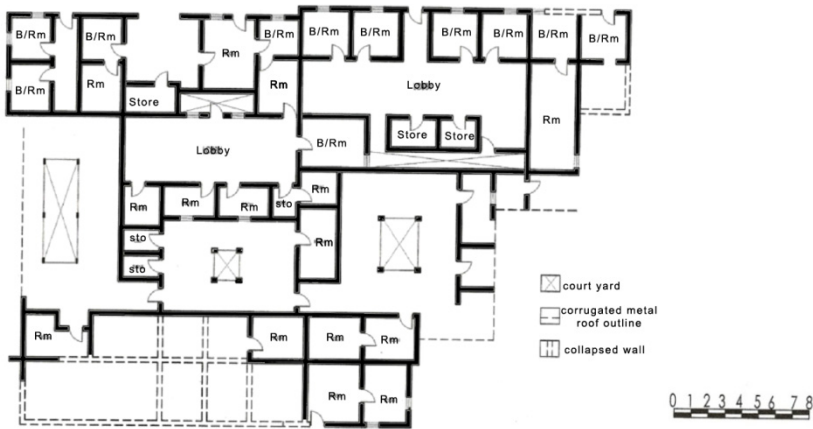 B/Rm
B/Rm
B/Rm
B/Rm
B/Rm
B/Rm
B/Rm
B/Rm
B/Rm
Rm
B/Rm
Rm
Rm
Store
Lobby
Rm
Store
Store
Lobby
B/Rm
Rm
Rm
Rm
Rm
sto
sto
Rm
sto
court yard
corrugated metal
roof outline
collapsed wall
Rm
Rm
Rm
Rm
Rm
Rm
0 1 2 3 4 5 6 7 8